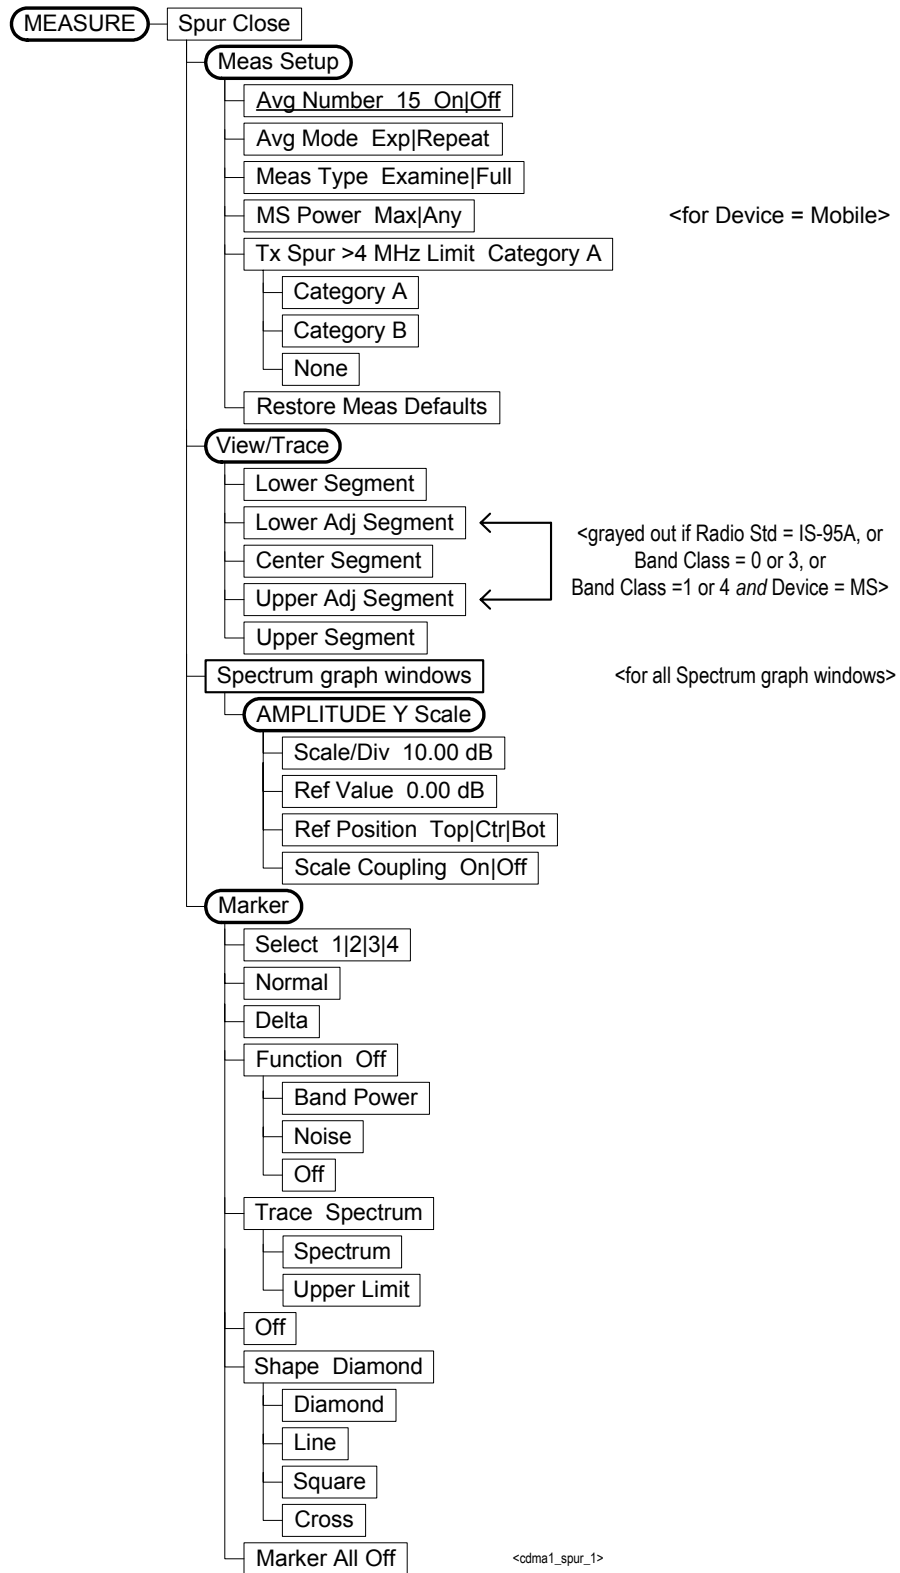 MEASURE Spur Close
Meas Setup
Avg Number 15 On|Off
Avg Mode Exp|Repeat
Meas Type Examine|Full
MS Power Max|Any <for Device = Mobile>
Tx Spur >4 MHz Limit Category A
Category A
Category B
None
Restore Meas Defaults
View/Trace
Lower Segment
Lower Adj Segment
<grayed out if Radio Std = IS-95A, or
Band Class = 0 or 3, or
Band Class =1 or 4 and Device = MS>
Center Segment
Upper Adj Segment
Upper Segment
Spectrum graph windows <for all Spectrum graph windows>
AMPLITUDE Y Scale
Scale/Div 10.00 dB
Ref Value 0.00 dB
Ref Position Top|Ctr|Bot
Scale Coupling On|Off
Marker
Select 1|2|3|4
Normal
Delta
Function Off
Band Power
Noise
Off
Trace Spectrum
Spectrum
Upper Limit
Off
Shape Diamond
Diamond
Line
Square
Cross
Marker All Off <cdma1_spur_1>